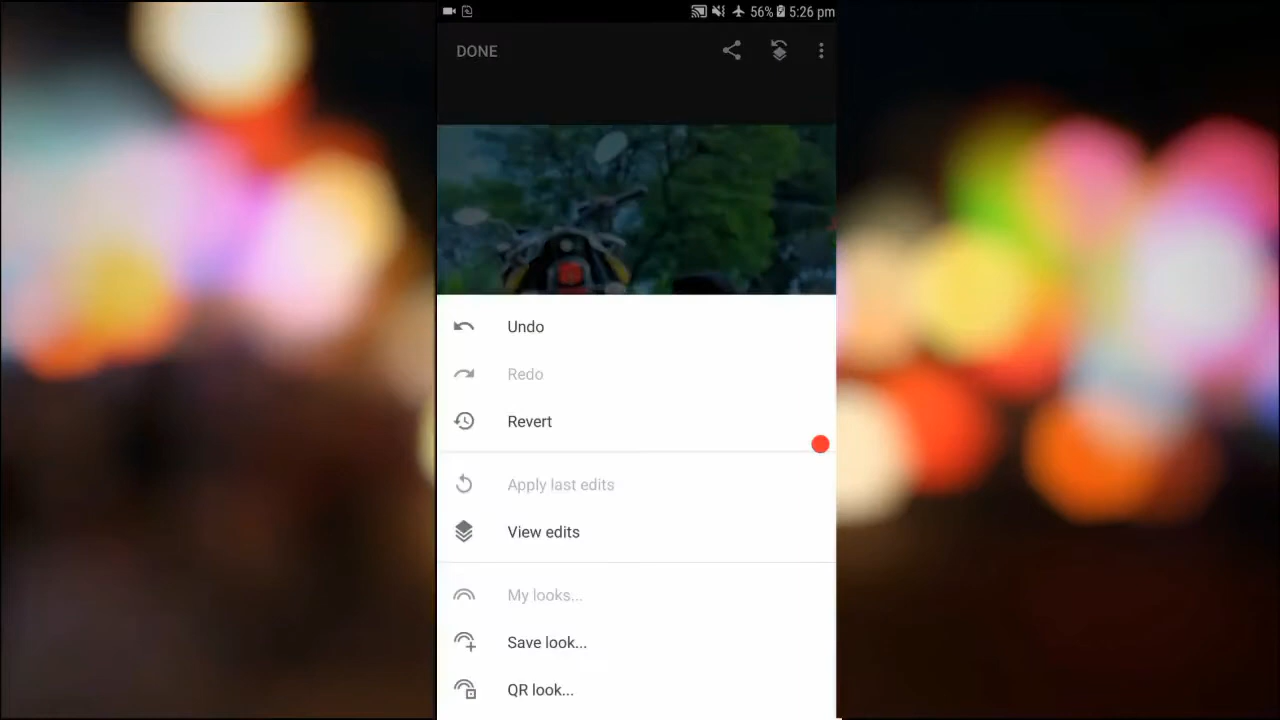 56% 5:26 pm
DONE
Undo
Redo
Revert
Apply last edits
View edits
My looks...
Save look...
QR look...